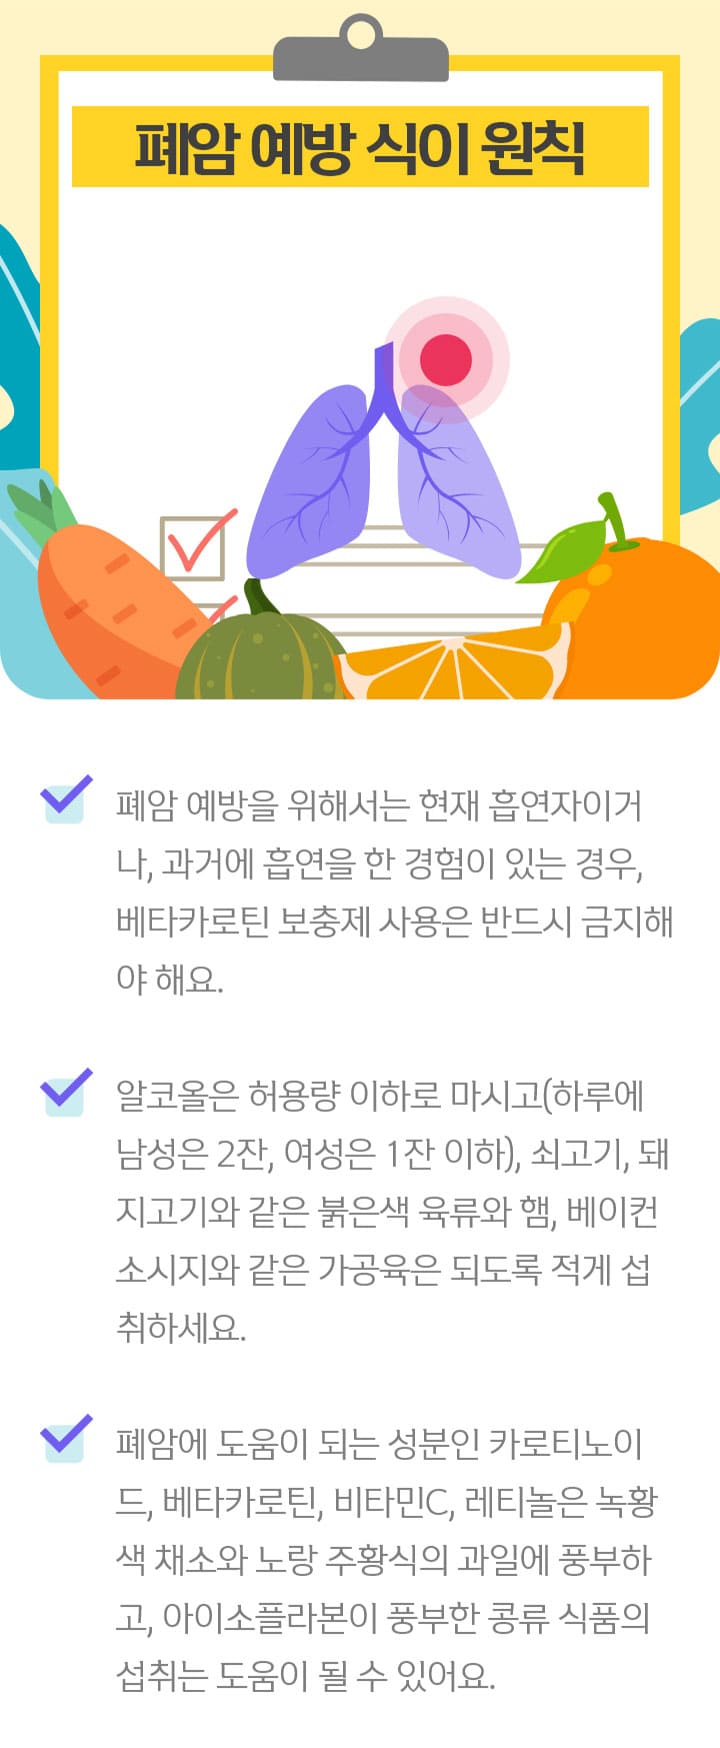 폐암 예방 식이 원칙
폐암 예방을 위해서는 현재 흡연자이거
나, 과거에 흡연을 한 경험이 있는 경우,
베타카로틴 보충제 사용은 반드시 금지해
야 해요.
알코올은 허용량 이하로 마시고(하루에
남성은 2잔, 여성은 1잔 이하), 쇠고기, 돼
지고기와 같은 붉은색 육류와 햄, 베이컨
소시지와 같은 가공육은 되도록 적게 섭
취하세요.
폐암에 도움이 되는 성분인 카로티노이
드, 베타카로틴, 비타민C, 레티놀은 녹황
색 채소와 노랑 주황식의 과일에 풍부하
고, 아이소플라본이 풍부한 콩류 식품의
섭취는 도움이 될 수 있어요.